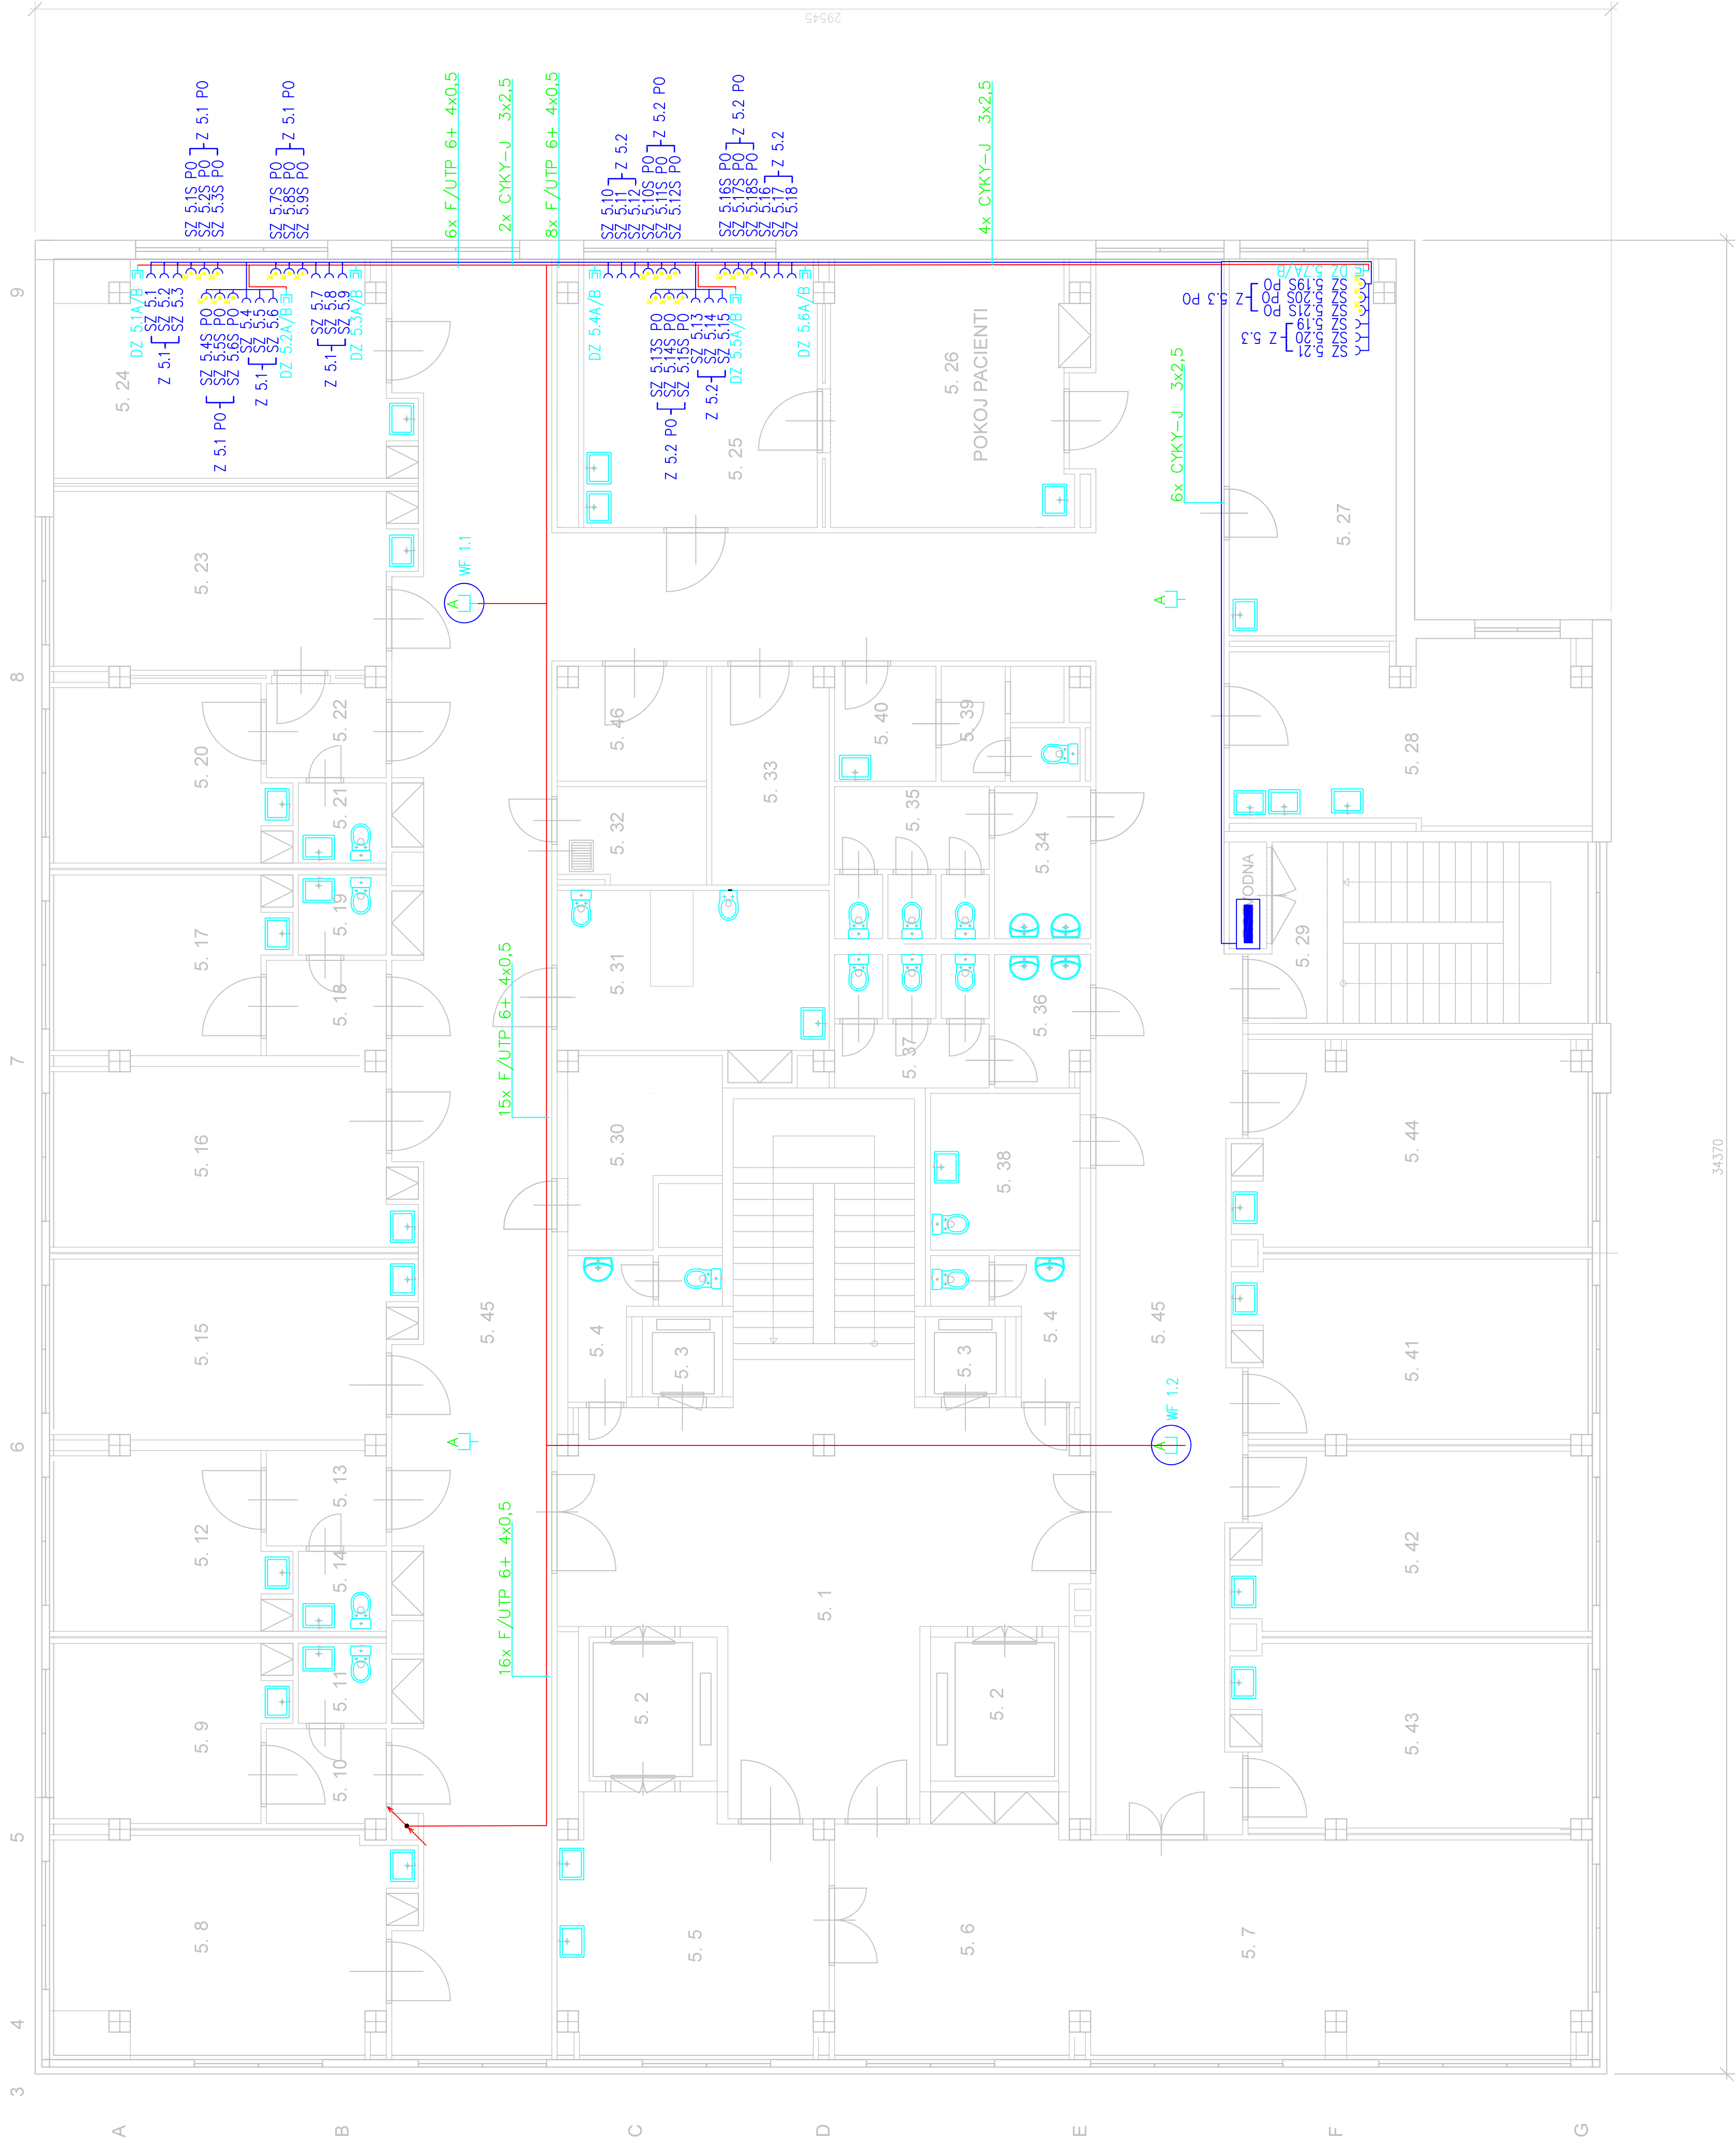 29545
34370
9
8
7
6
5
4
3
A
B
C
D
E
F
G
SZ 5.1S PO
SZ 5.2S PO
SZ 5.3S PO
Z 5.1 PO
SZ 5.7S PO
SZ 5.8S PO
SZ 5.9S PO
Z 5.1 PO
6x F/UTP 6+ 4x0,5
2x CYKY-J 3x2,5
8x F/UTP 6+ 4x0,5
SZ 5.10
SZ 5.11
SZ 5.12
Z 5.2
SZ 5.10S PO
SZ 5.11S PO
SZ 5.12S PO
Z 5.2 PO
SZ 5.16S PO
SZ 5.17S PO
SZ 5.18S PO
Z 5.2 PO
SZ 5.16
SZ 5.17
SZ 5.18
Z 5.2
4x CYKY-J 3x2,5
DZ 5.1A/B
SZ 5.1
SZ 5.2
SZ 5.3
Z 5.1
SZ 5.4S PO
SZ 5.5S PO
SZ 5.6S PO
Z 5.1 PO
SZ 5.4
SZ 5.5
SZ 5.6
Z 5.1
DZ 5.2A/B
SZ 5.7
SZ 5.8
SZ 5.9
Z 5.1
DZ 5.3A/B
DZ 5.4A/B
SZ 5.13S PO
SZ 5.14S PO
SZ 5.15S PO
Z 5.2 PO
SZ 5.13
SZ 5.14
SZ 5.15
Z 5.2
DZ 5.5A/B
DZ 5.6A/B
DZ 5.7A/B
SZ 5.19S PO
SZ 5.20S PO
SZ 5.21S PO
Z 5.3 PO
SZ 5.19
SZ 5.20
SZ 5.21
Z 5.3
6x CYKY-J 3x2,5
5. 24
5. 25
5. 26
POKOJ PACIENTI
5. 27
5. 23
WF 1.1
A
A
5. 20
5. 22
5. 21
5. 46
5. 32
5. 33
5. 40
5. 39
5. 35
5. 34
5. 28
5. 17
5. 19
5. 18
15x F/UTP 6+ 4x0,5
5. 31
5. 37
5. 36
5. 29
5. 16
5. 30
5. 38
5. 44
5. 15
5. 45
5. 4
5. 3
5. 3
5. 4
5. 45
5. 41
A
WF 1.2
A
5. 12
5. 13
5. 14
16x F/UTP 6+ 4x0,5
5. 1
5. 42
5. 9
5. 11
5. 10
5. 2
5. 2
5. 43
5. 8
5. 5
5. 6
5. 7